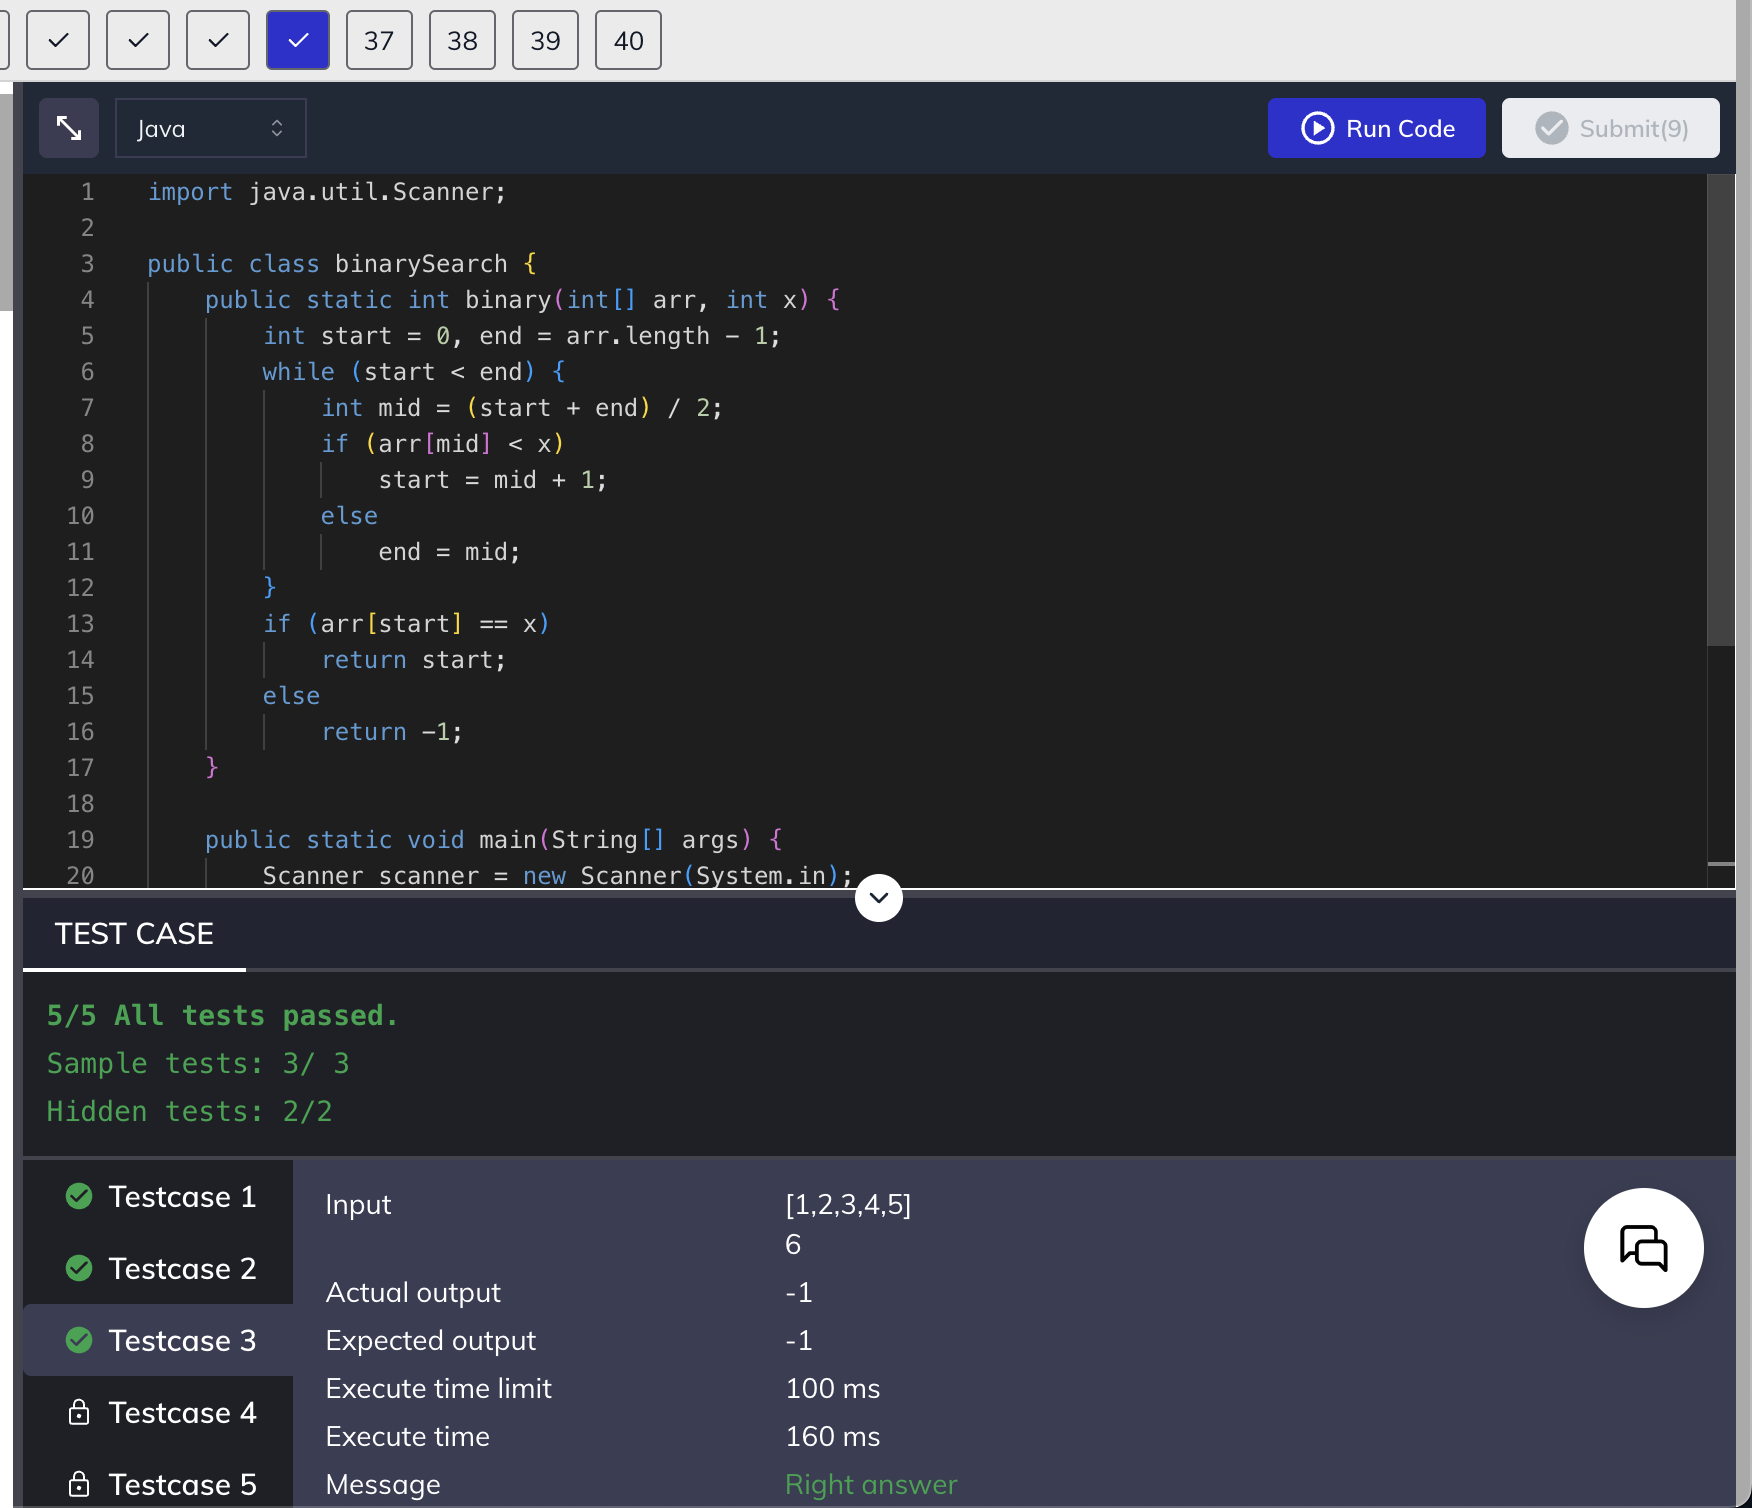 37 38 39 40
Java Run Code Submit(9)
1 import java.util.Scanner;
2
3 public class binarySearch {
4 public static int binary(int[] arr, int x) {
5 int start = 0, end = arr.length - 1;
6 while (start < end) {
7 int mid = (start + end) / 2;
8 if (arr[mid] < x)
9 start = mid + 1;
10 else
11 end = mid;
12 }
13 if (arr[start] == x)
14 return start;
15 else
16 return -1;
17 }
18
19 public static void main(String[] args) {
20 Scanner scanner = new Scanner(System.in);
TEST CASE
5/5 All tests passed.
Sample tests: 3/ 3
Hidden tests: 2/2
Testcase 1
Testcase 2
Testcase 3
Testcase 4
Testcase 5
Input [1,2,3,4,5]
6
Actual output -1
Expected output -1
Execute time limit 100 ms
Execute time 160 ms
Message Right answer